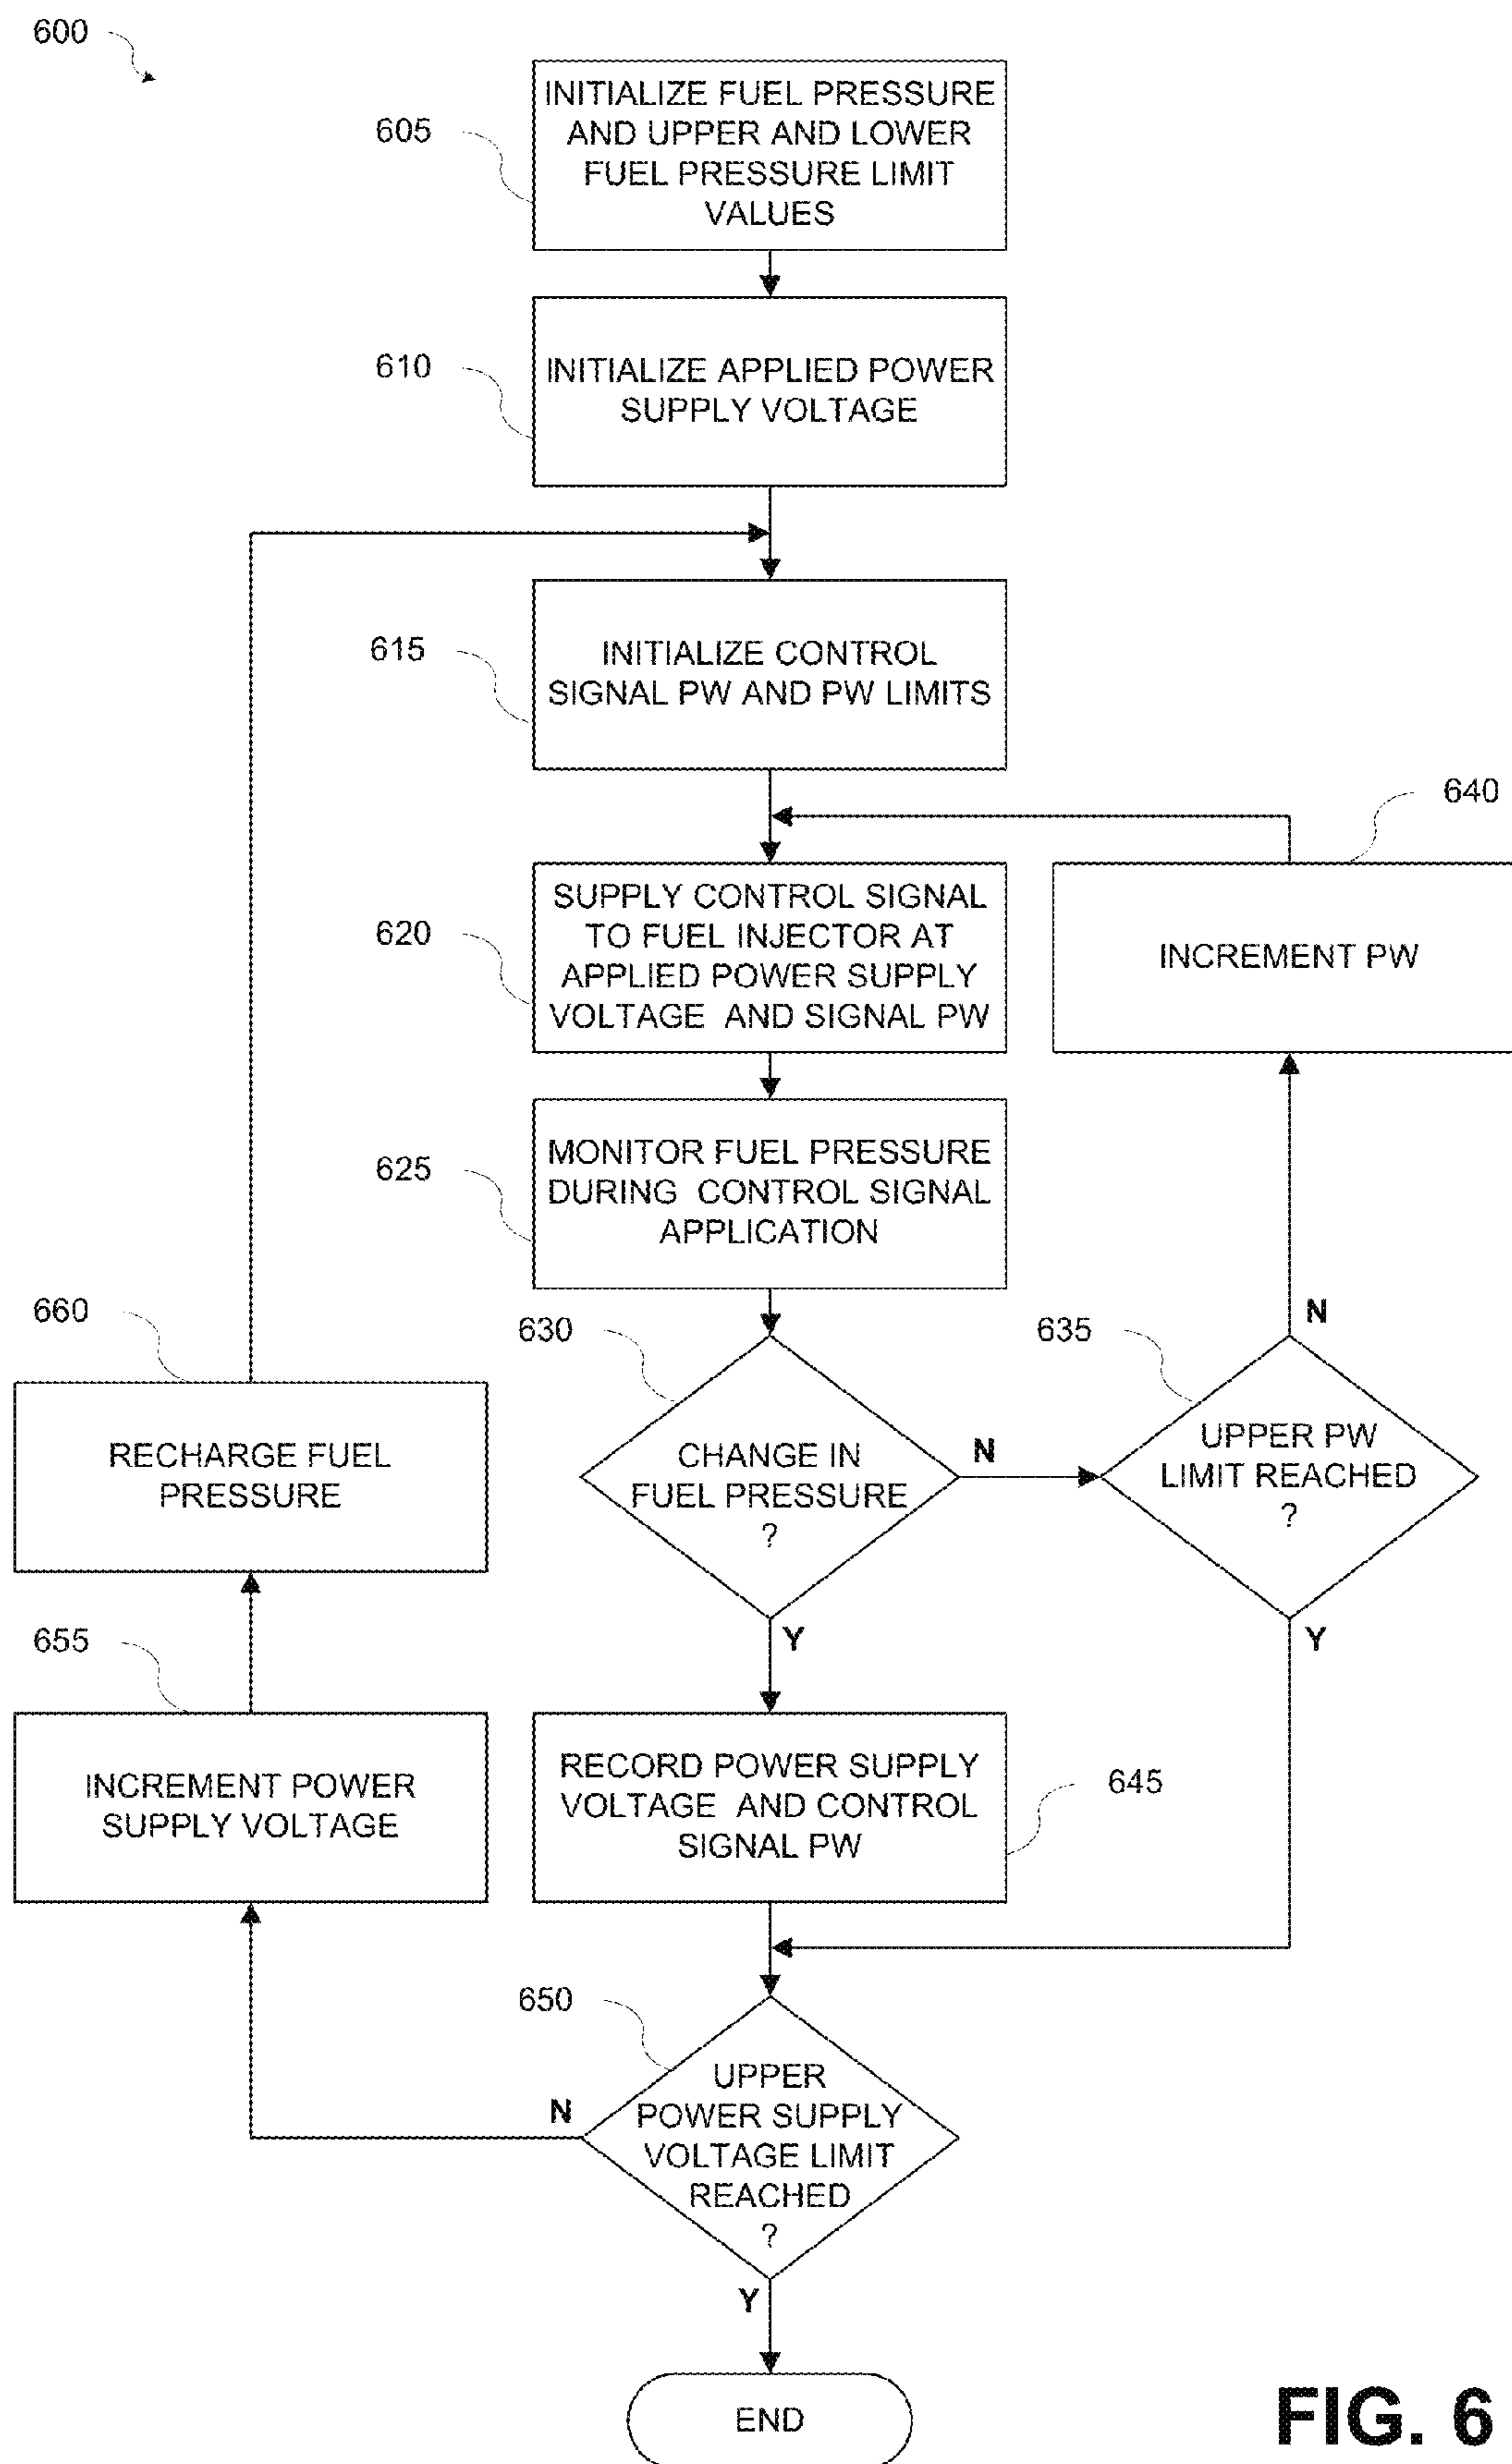 600
INITIALIZE FUEL PRESSURE
AND UPPER AND LOWER
FUEL PRESSURE LIMIT
VALUES
605
INITIALIZE APPLIED POWER
SUPPLY VOLTAGE
610
INITIALIZE CONTROL
SIGNAL PW AND PW LIMITS
615
640
SUPPLY CONTROL SIGNAL
TO FUEL INJECTOR AT
APPLIED POWER SUPPLY
VOLTAGE AND SIGNAL PW
620
INCREMENT PW
MONITOR FUEL PRESSURE
DURING CONTROL SIGNAL
APPLICATION
625
660
630
635
N
RECHARGE FUEL
PRESSURE
CHANGE IN
FUEL PRESSURE
?
N
UPPER PW
LIMIT REACHED
?
655
Y
Y
INCREMENT POWER
SUPPLY VOLTAGE
RECORD POWER SUPPLY
VOLTAGE AND CONTROL
SIGNAL PW
645
650
N
UPPER
POWER SUPPLY
VOLTAGE LIMIT
REACHED
?
Y
END
FIG. 6